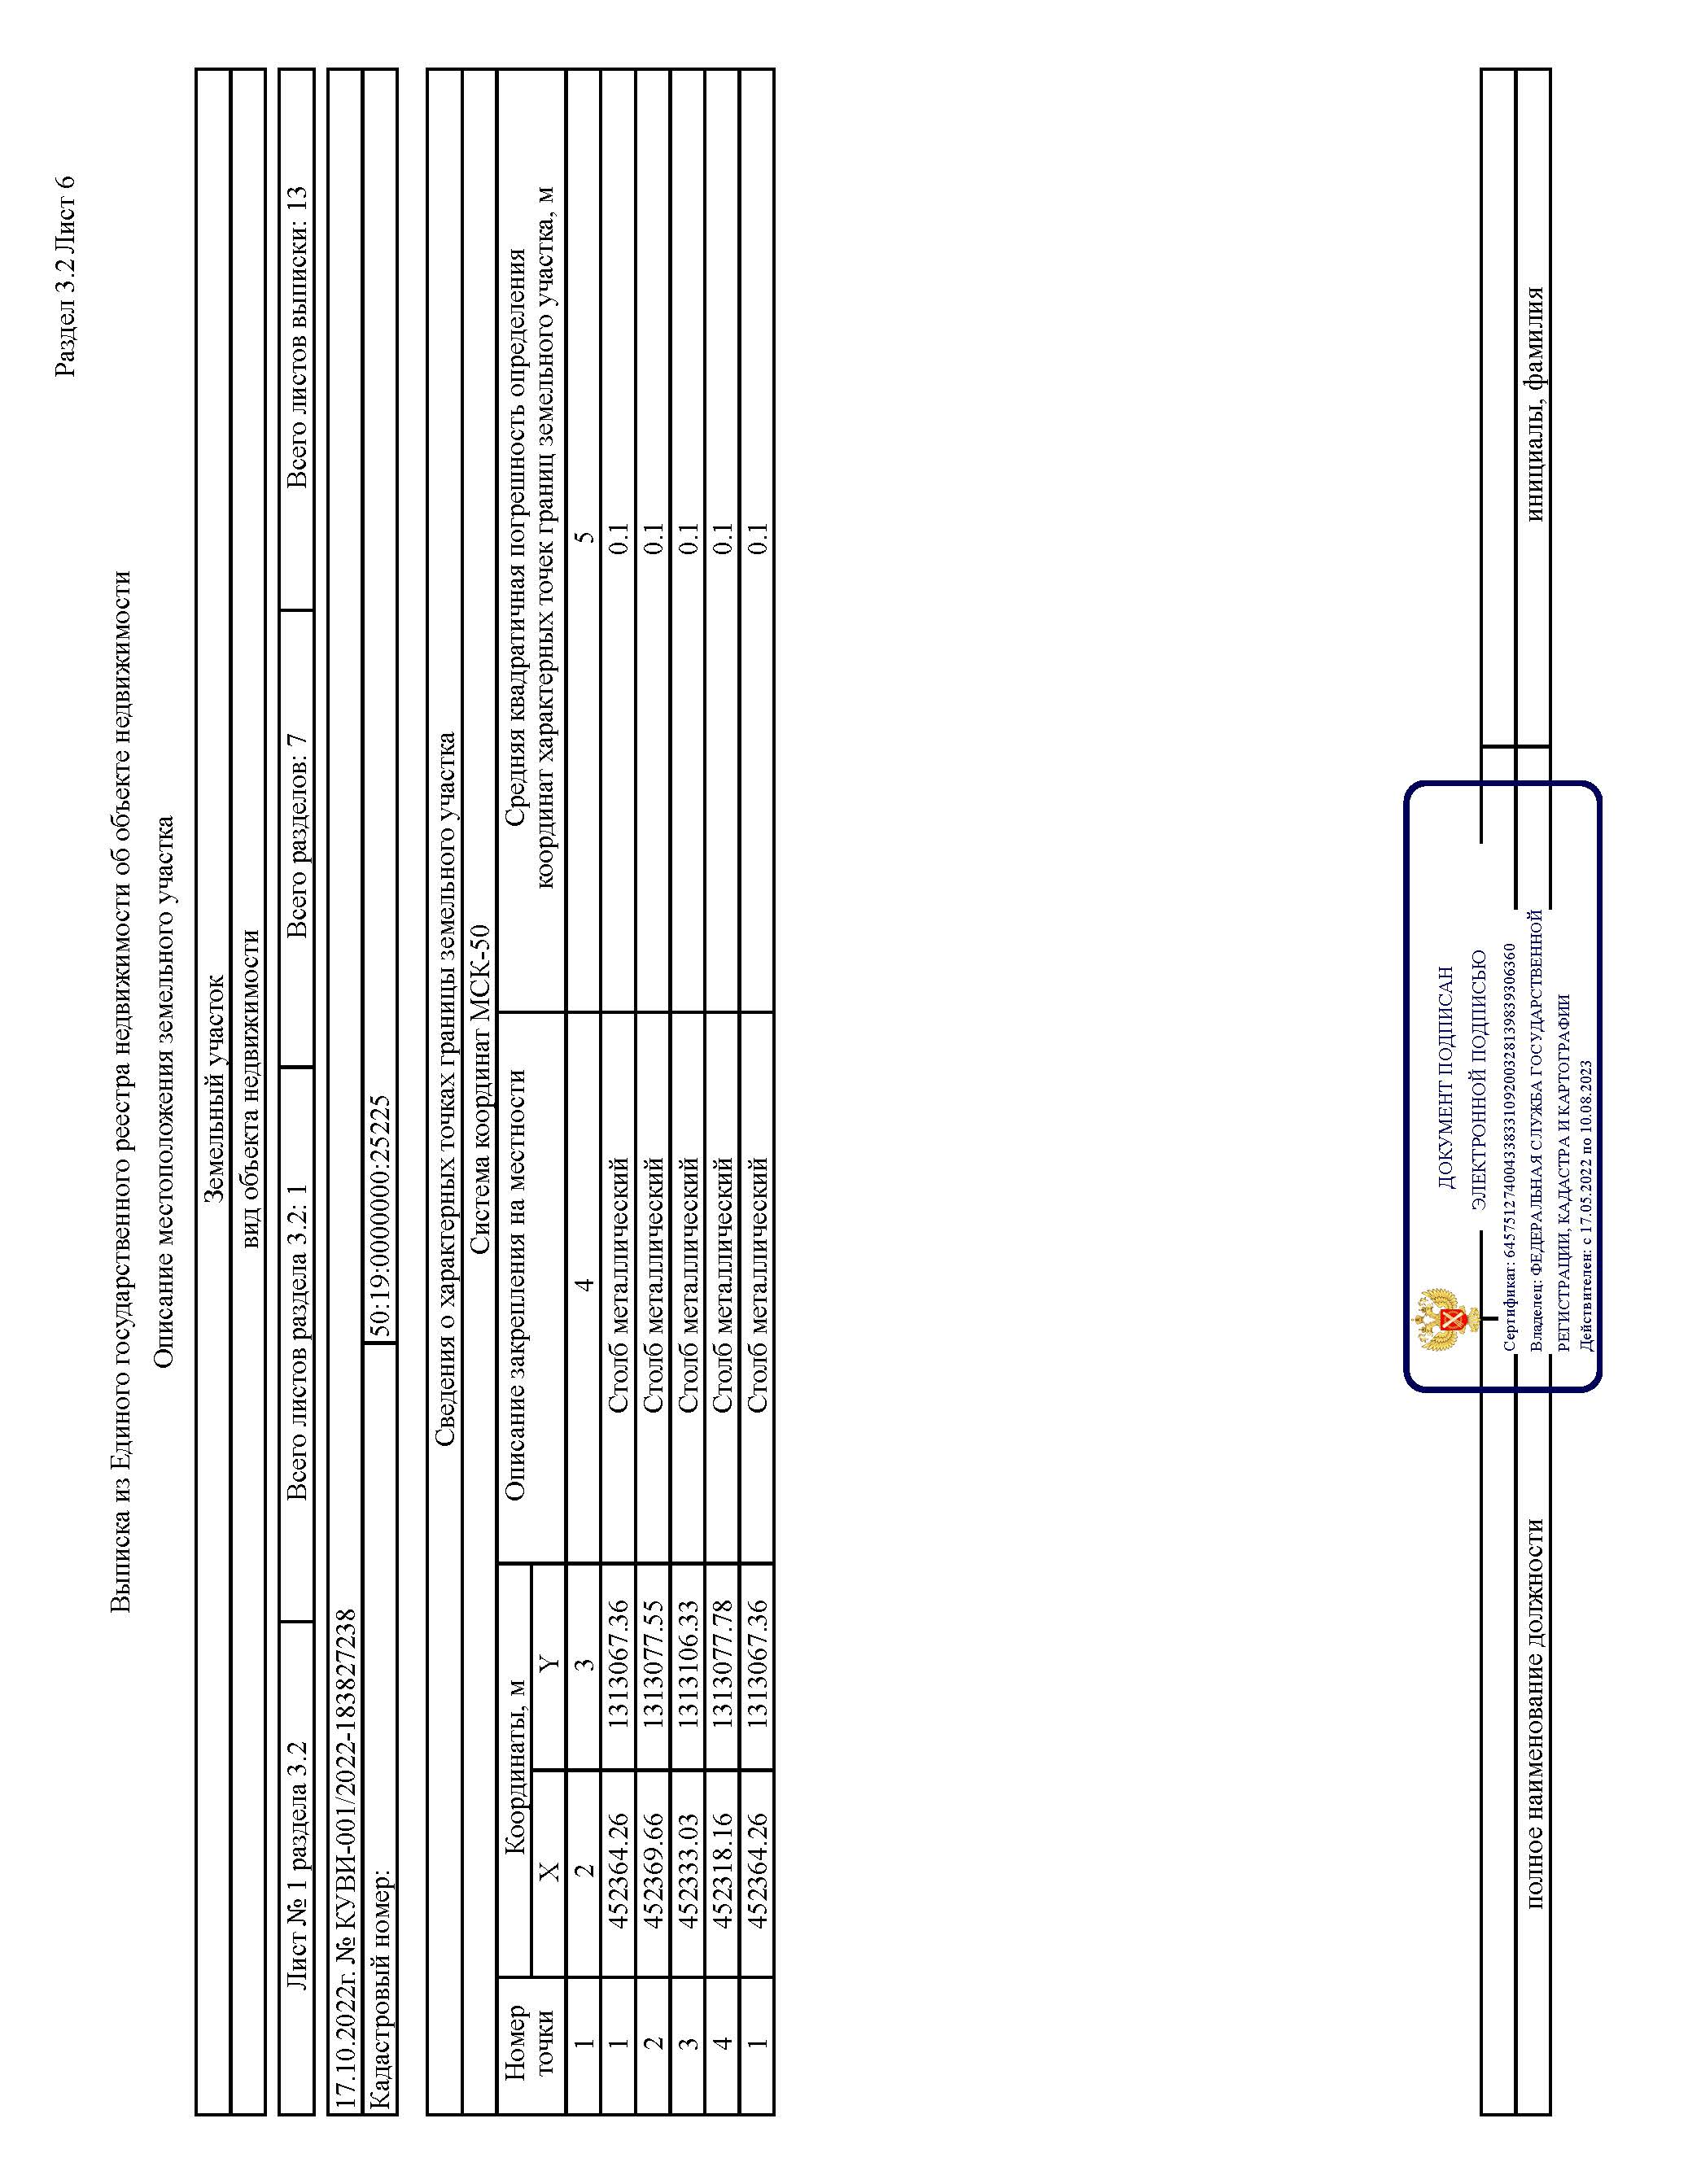 Раздел 3.2 Лист 6
Выписка из Единого государственного реестра недвижимости об объекте недвижимости
Описание местоположения земельного участка
Земельный участок
вид объекта недвижимости
Лист № 1 раздела 3.2 Всего листов раздела 3.2: 1 Всего разделов: 7 Всего листов выписки: 13
17.10.2022г. № КУВИ-001/2022-183827238
Кадастровый номер: 50:19:0000000:25225
Сведения о характерных точках границы земельного участка
Система координат МСК-50
Номер точки Координаты, м Описание закрепления на местности Средняя квадратичная погрешность определения
координат характерных точек границ земельного участка, м
X Y
1 2 3 4 5
1 452364.26 1313067.36 Столб металлический 0.1
2 452369.66 1313077.55 Столб металлический 0.1
3 452333.03 1313106.33 Столб металлический 0.1
4 452318.16 1313077.78 Столб металлический 0.1
1 452364.26 1313067.36 Столб металлический 0.1
ДОКУМЕНТ ПОДПИСАН
ЭЛЕКТРОННОЙ ПОДПИСЬЮ
Сертификат: 645751274004338331092003281398393063​60
Владелец: ФЕДЕРАЛЬНАЯ СЛУЖБА ГОСУДАРСТВЕННОЙ
РЕГИСТРАЦИИ, КАДАСТРА И КАРТОГРАФИИ
Действителен: с 17.05.2022 по 10.08.2023
полное наименование должности инициалы, фамилия